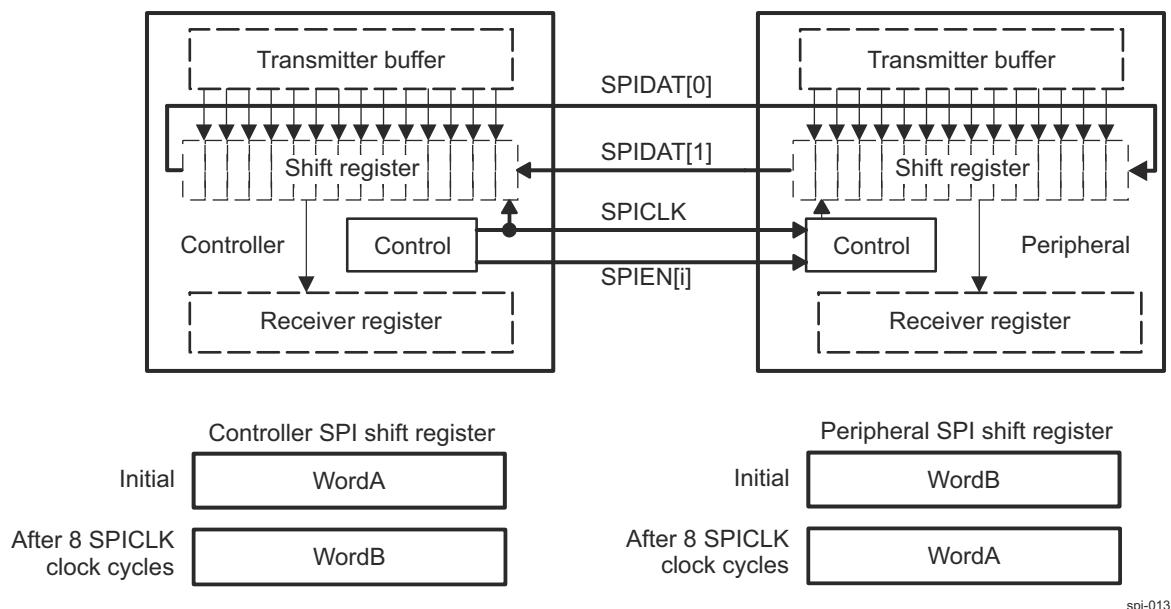 Transmitter buffer
Transmitter buffer
SPIDAT[0]
Shift register
SPIDAT[1]
Shift register
SPICLK
Controller
Control
Control
Peripheral
SPIEN[i]
Receiver register
Receiver register
Controller SPI shift register
Peripheral SPI shift register
Initial
WordA
Initial
WordB
After 8 SPICLK
clock cycles
WordB
After 8 SPICLK
clock cycles
WordA
spi-013